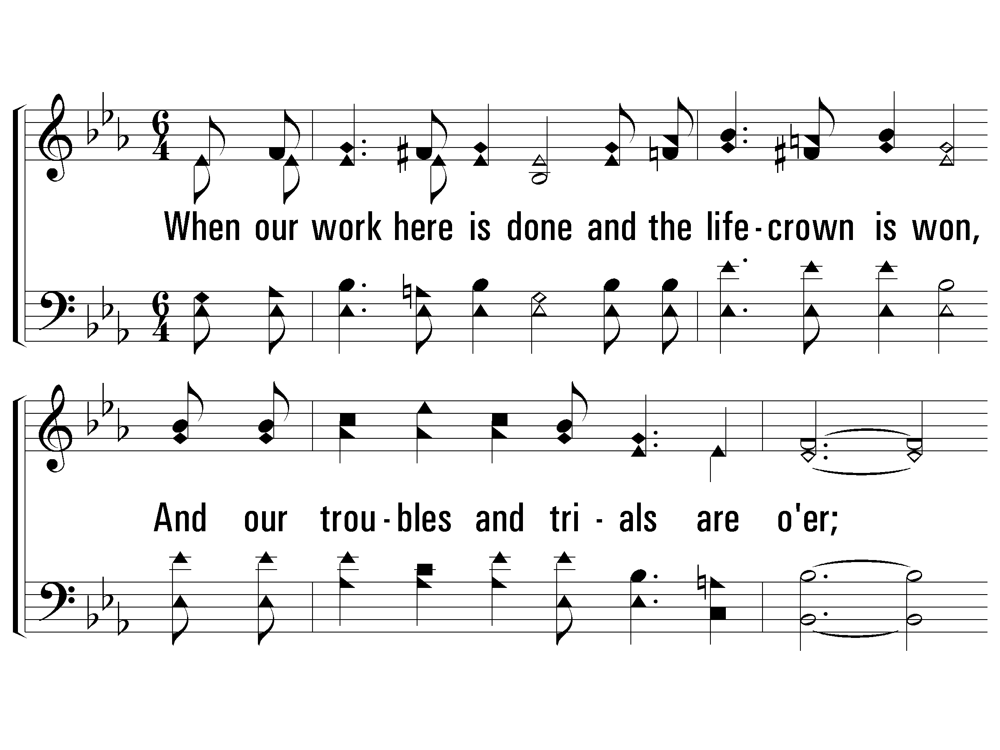 When our work here is done and the life-crown is won,
And our trou-bles and tri-als are o'er;